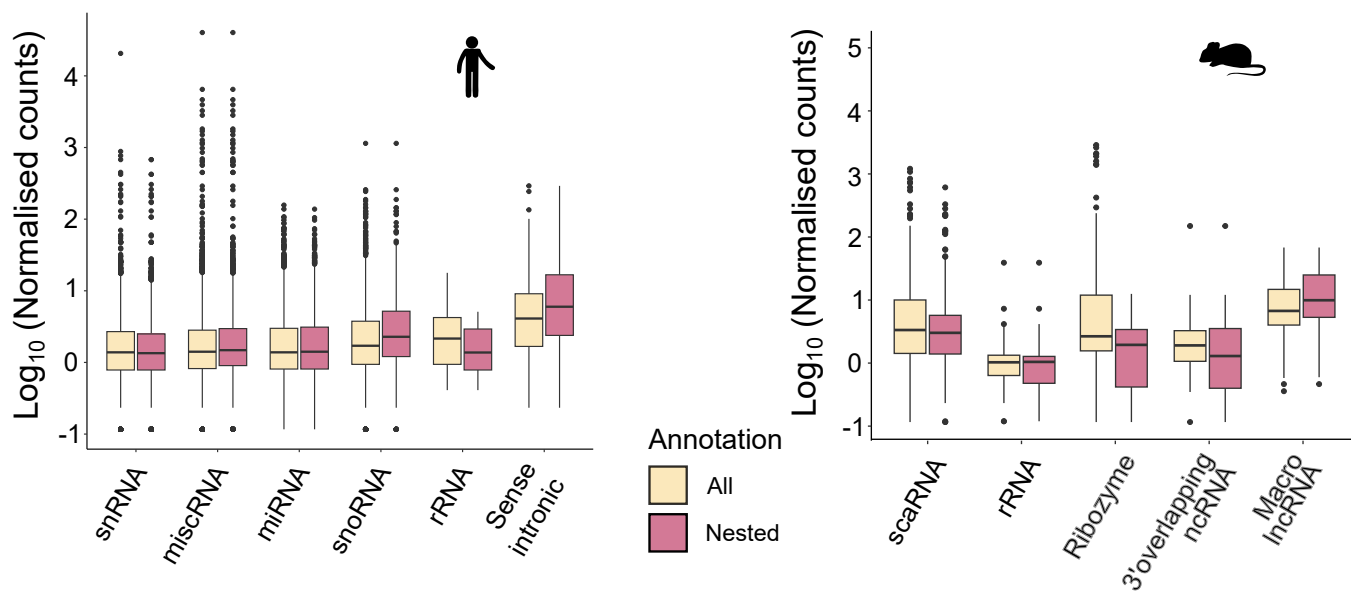 Log₁₀ (Normalised counts)
4
3
2
1
0
-1
snRNA
miscRNA
miRNA
snoRNA
rRNA
Sense
intronic
Annotation
All
Nested
Log₁₀ (Normalised counts)
5
4
3
2
1
0
-1
scaRNA
rRNA
Ribozyme
3'overlapping
ncRNA
Macro
lncRNA